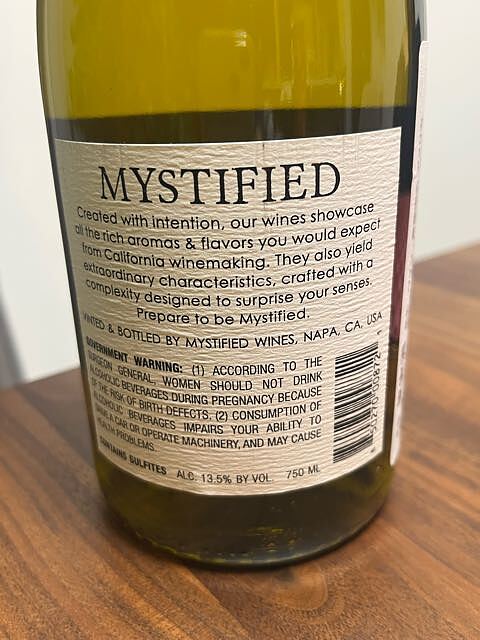 MYSTIFIED
Created with intention, our wines showcase
all the rich aromas & flavors you would expect
from California winemaking. They also yield
extraordinary characteristics, crafted with a
complexity designed to surprise your senses.
Prepare to be Mystified.
VINTED & BOTTLED BY MYSTIFIED WINES, NAPA, CA. USA
GOVERNMENT WARNING: (1) ACCORDING TO THE
SURGEON GENERAL, WOMEN SHOULD NOT DRINK
ALCOHOLIC BEVERAGES DURING PREGNANCY BECAUSE
OF THE RISK OF BIRTH DEFECTS. (2) CONSUMPTION OF
ALCOHOLIC BEVERAGES IMPAIRS YOUR ABILITY TO
DRIVE A CAR OR OPERATE MACHINERY, AND MAY CAUSE
HEALTH PROBLEMS.
CONTAINS SULFITES ALC. 13.5% BY VOL. 750 ML